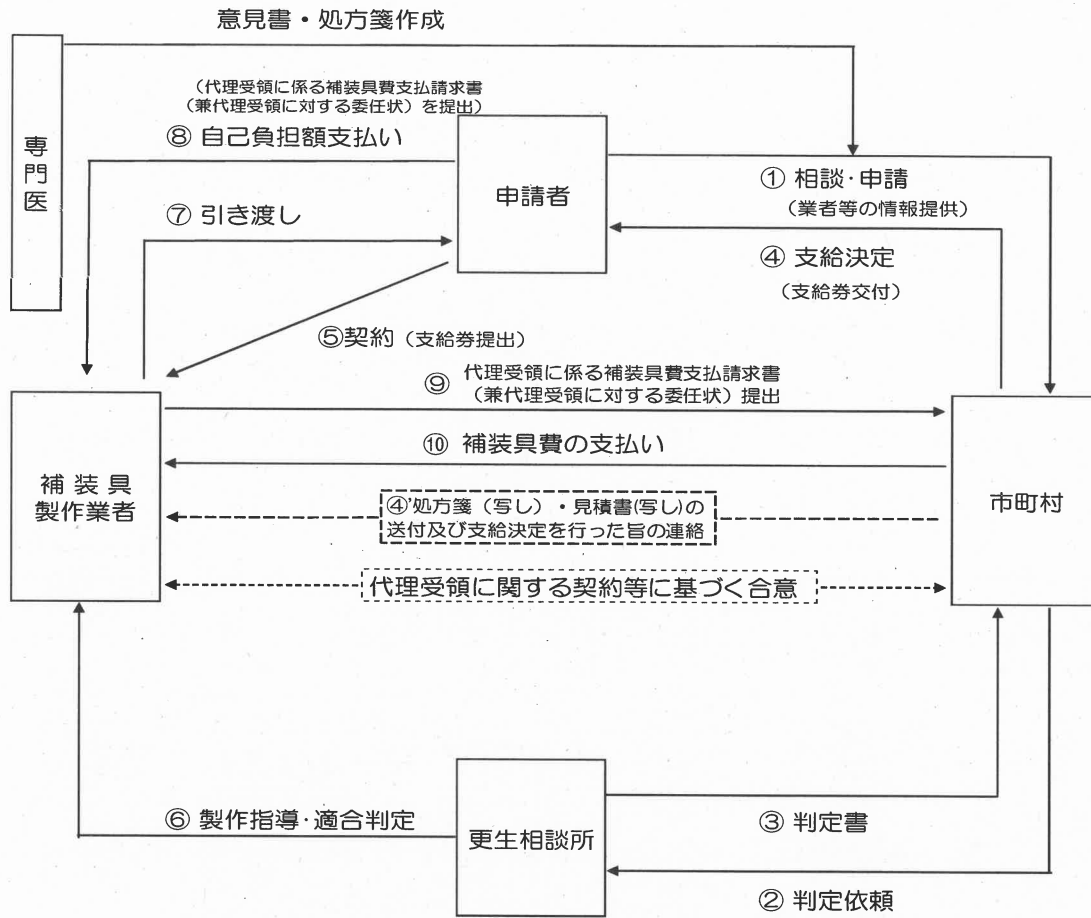 意見書・処方箋作成
専門医
(代理受領に係る補装具費支払請求書
(兼代理受領に対する委任状)を提出)
⑧ 自己負担額支払い
申請者
① 相談・申請
(業者等の情報提供)
⑦ 引き渡し
④ 支給決定
(支給券交付)
⑤契約(支給券提出)
⑨ 代理受領に係る補装具費支払請求書
(兼代理受領に対する委任状)提出
⑩ 補装具費の支払い
補装具
製作業者
市町村
④'処方箋(写し)・見積書(写し)の
送付及び支給決定を行った旨の連絡
代理受領に関する契約等に基づく合意
⑥ 製作指導・適合判定
更生相談所
③ 判定書
② 判定依頼